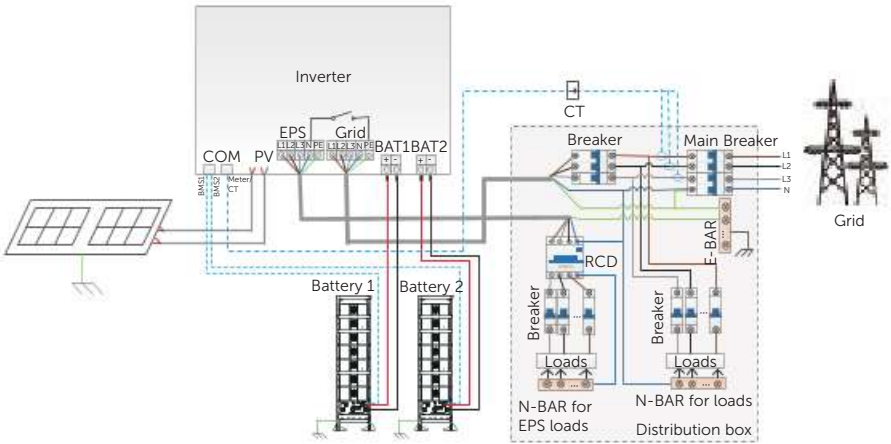 Inverter
EPS
Grid
L1 L2 L3 N PE
L1 L2 L3 N PE
BAT1
BAT2
+ -
+ -
COM
PV
BMS1
BMS2
Meter/
CT
CT
Breaker
Main Breaker
L1
L2
L3
N
Grid
E-BAR
RCD
Battery 1
Battery 2
Breaker
...
Breaker
...
Loads
Loads
...
...
N-BAR for
EPS loads
N-BAR for loads
Distribution box